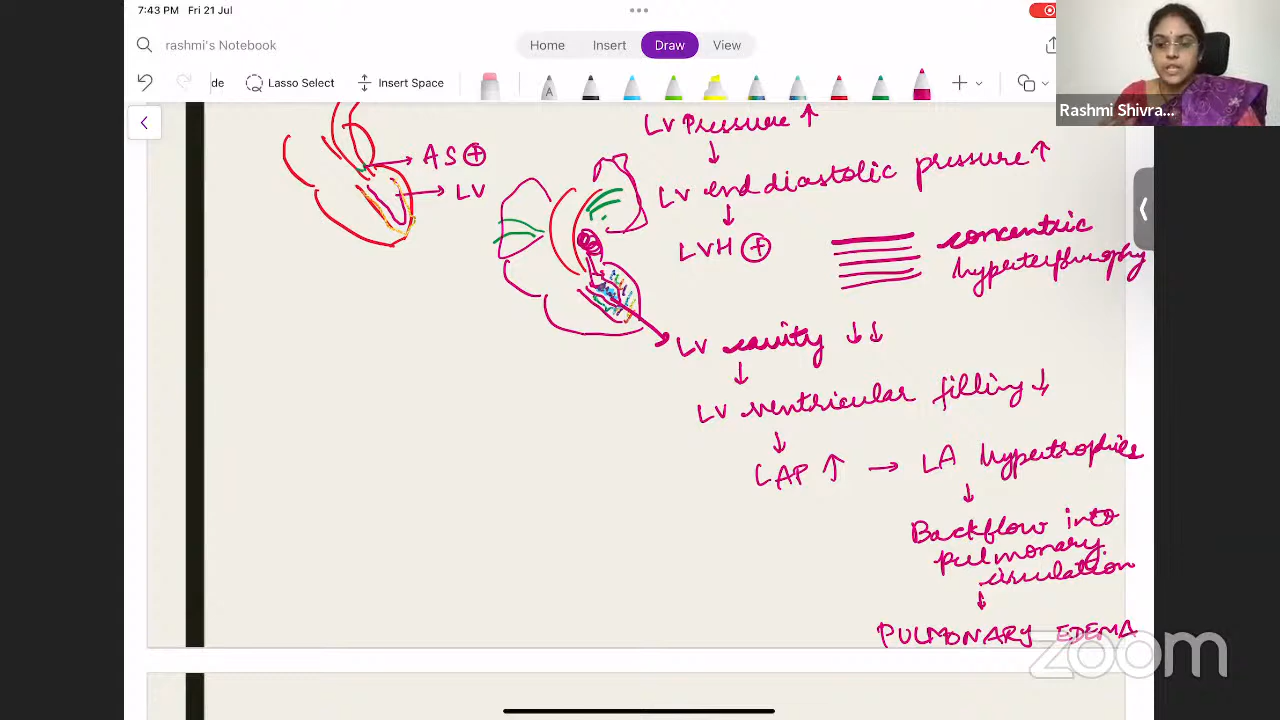 7:43 PM Fri 21 Jul
rashmi's Notebook
Home Insert Draw View
de Lasso Select Insert Space
Rashmi Shivra...
LV Pressure ↑
↓
AS ⊕
LV
LV end diastolic pressure ↑
↓
LVH ⊕
concentric
hyperterphurophy
LV cavity ↓↓
↓
LV ventricular filling ↓
↓
LAP ↑ → LA hypertrophies
↓
Backflow into
pulmonary
circulation
↓
PULMONARY EDEMA
zoom